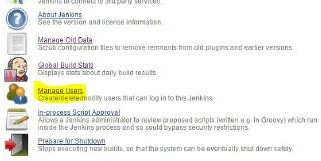 Jenkins to connect to 3rd party services.
About Jenkins
See the version and license information.
Manage Old Data
Scrub configuration files to remove remnants from old plugins and earlier versions
Global Build Stats
Displays stats about daily build results
Manage Users
Create/delete/modify users that can log in to this Jenkins
In-process Script Approval
Allows a Jenkins administrator to review proposed scripts (written e.g. in Groovy) which ran
inside the Jenkins process and so could bypass security restrictions.
Prepare for Shutdown
Stops executing new builds, so that the system can be eventually shut down safely.